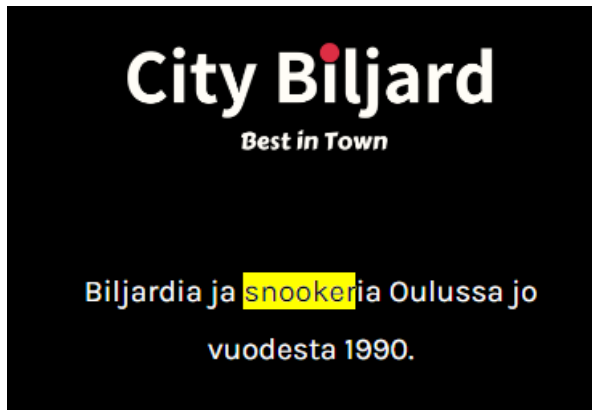 City Biljard
Best in Town
Biljardia ja snookeria Oulussa jo
vuodesta 1990.